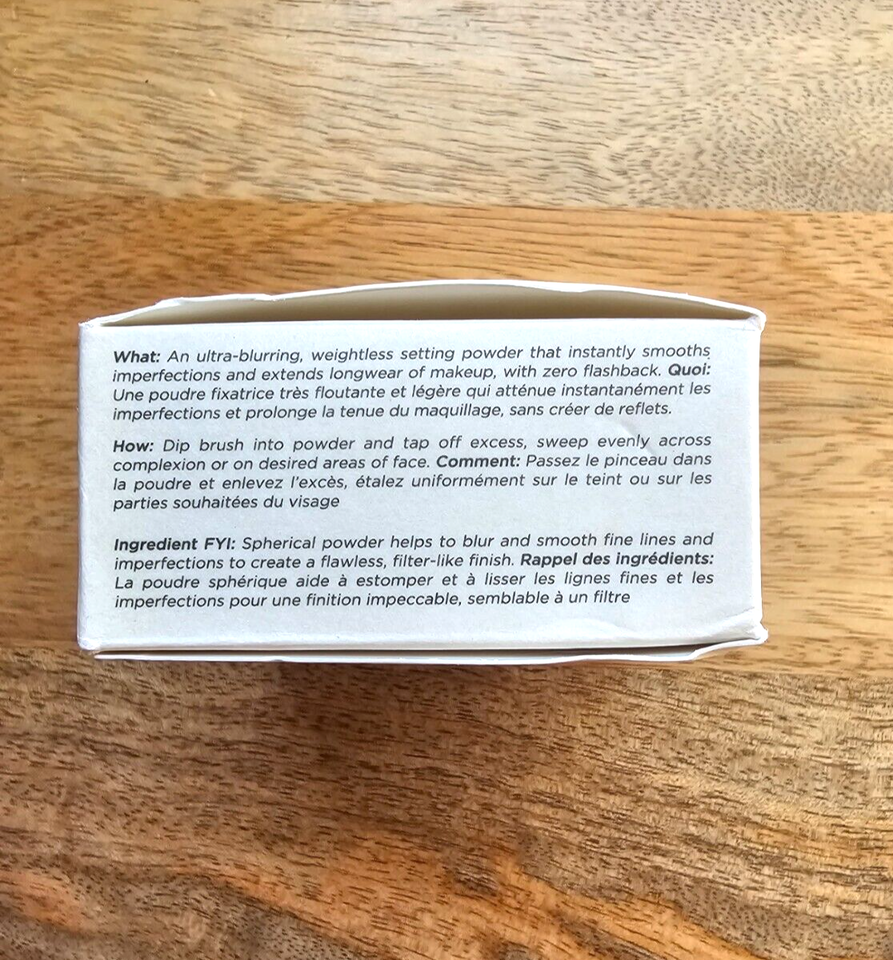 What: An ultra-blurring, weightless setting powder that instantly smooths
imperfections and extends longwear of makeup, with zero flashback. Quoi:
Une poudre fixatrice très floutante et légère qui atténue instantanément les
imperfections et prolonge la tenue du maquillage, sans créer de reflets.
How: Dip brush into powder and tap off excess, sweep evenly across
complexion or on desired areas of face. Comment: Passez le pinceau dans
la poudre et enlevez l'excès, étalez uniformément sur le teint ou sur les
parties souhaitées du visage
Ingredient FYI: Spherical powder helps to blur and smooth fine lines and
imperfections to create a flawless, filter-like finish. Rappel des ingrédients:
La poudre sphérique aide à estomper et à lisser les lignes fines et les
imperfections pour une finition impeccable, semblable à un filtre